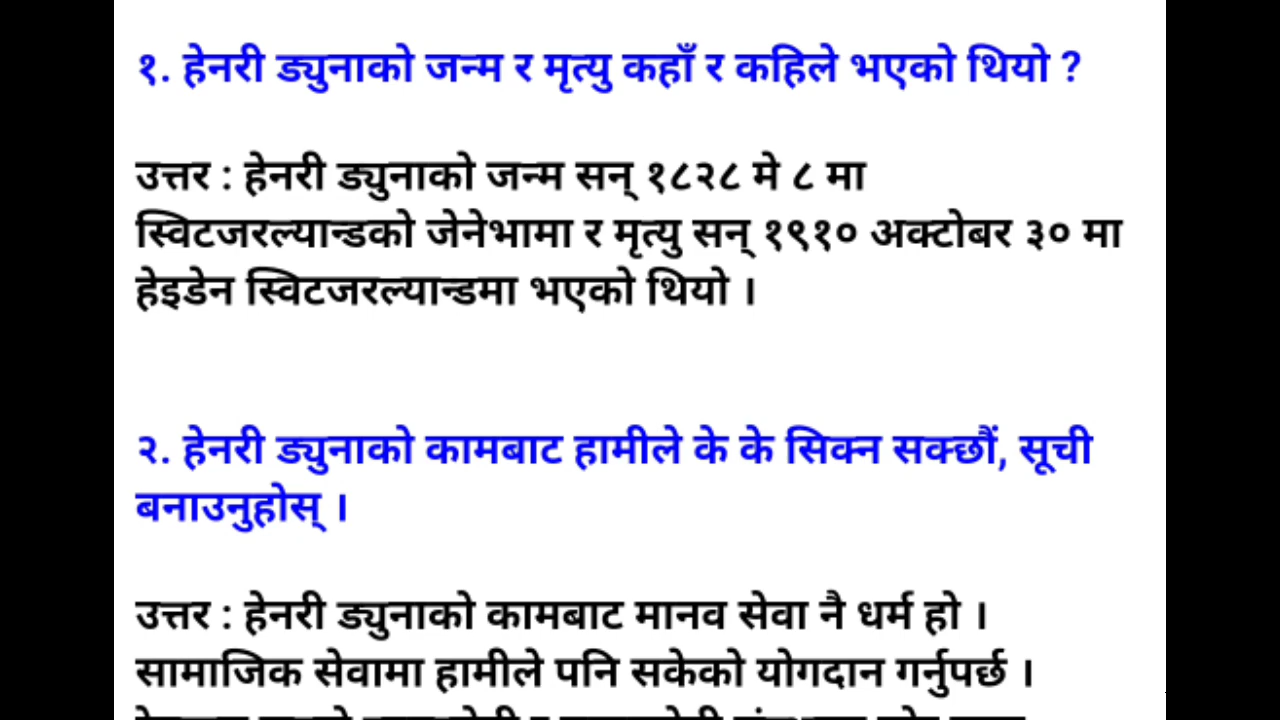 १. हेनरी ड्युनाको जन्म र मृत्यु कहाँ र कहिले भएको थियो ?
उत्तर : हेनरी ड्युनाको जन्म सन् १८२८ मे ८ मा
स्विटजरल्यान्डको जेनेभामा र मृत्यु सन् १९१० अक्टोबर ३० मा
हेइडेन स्विटजरल्यान्डमा भएको थियो ।
२. हेनरी ड्युनाको कामबाट हामीले के के सिक्न सक्छौं, सूची
बनाउनुहोस् ।
उत्तर : हेनरी ड्युनाको कामबाट मानव सेवा नै धर्म हो ।
सामाजिक सेवामा हामीले पनि सकेको योगदान गर्नुपर्छ ।